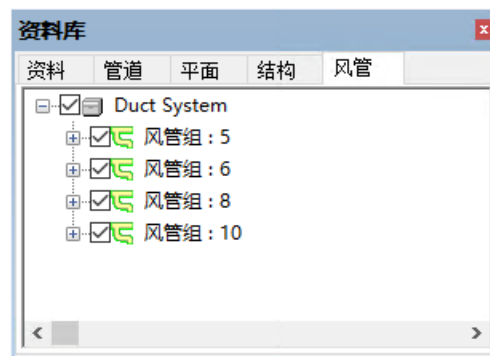 资料库
资料 管道 平面 结构 风管
Duct System
风管组 : 5
风管组 : 6
风管组 : 8
风管组 : 10